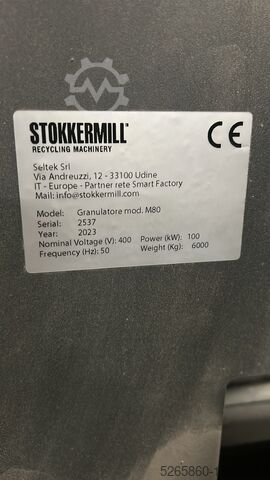 STOKKERMILL®
RECYCLING MACHINERY
CE
Seltek Srl
Via Andreuzzi, 12 - 33100 Udine
IT - Europe - Partner rete Smart Factory
Mail: info@stokkermill.com
Model: Granulatore mod. M80
Serial: 2537
Year: 2023
Nominal Voltage (V): 400 Power (kW): 100
Frequency (Hz): 50 Weight (Kg): 6000
5265860-1